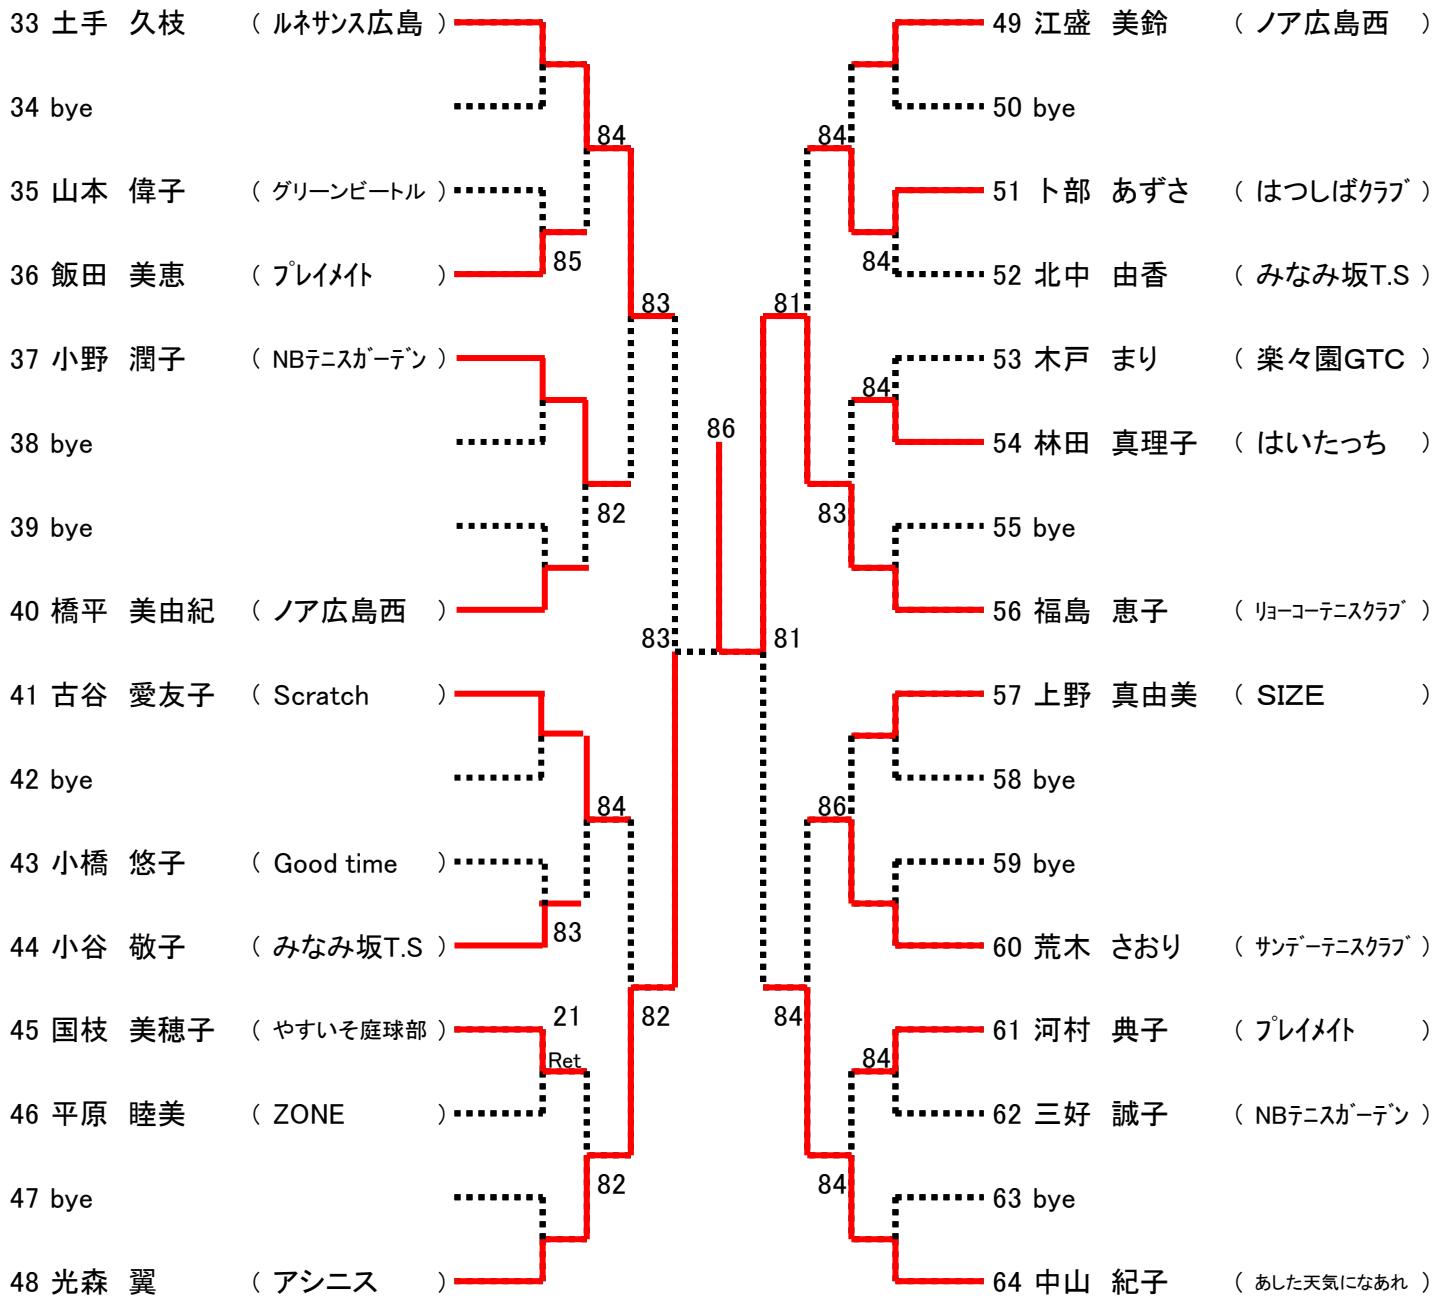 33 土手 久枝 （ ルネサンス広島 ）
34 bye
84
35 山本 偉子 （ グリーンビートル ）
85
36 飯田 美恵 （ プレイメイト ）
83
37 小野 潤子 （ NBテニスガーデン ）
38 bye
82
39 bye
40 橋平 美由紀 （ ノア広島西 ）
83
41 古谷 愛友子 （ Scratch ）
42 bye
84
43 小橋 悠子 （ Good time ）
83
44 小谷 敬子 （ みなみ坂T.S ）
82
45 国枝 美穂子 （ やすいそ庭球部 ）
21
Ret
46 平原 睦美 （ ZONE ）
82
47 bye
48 光森 翼 （ アシニス ）
86
49 江盛 美鈴 （ ノア広島西 ）
50 bye
84
51 卜部 あずさ （ はつしばクラブ ）
84
52 北中 由香 （ みなみ坂T.S ）
81
53 木戸 まり （ 楽々園GTC ）
84
54 林田 真理子 （ はいたっち ）
83
55 bye
56 福島 恵子 （ リョーコーテニスクラブ ）
81
57 上野 真由美 （ SIZE ）
58 bye
86
59 bye
60 荒木 さおり （ サンデーテニスクラブ ）
84
61 河村 典子 （ プレイメイト ）
84
62 三好 誠子 （ NBテニスガーデン ）
84
63 bye
64 中山 紀子 （ あした天気になあれ ）